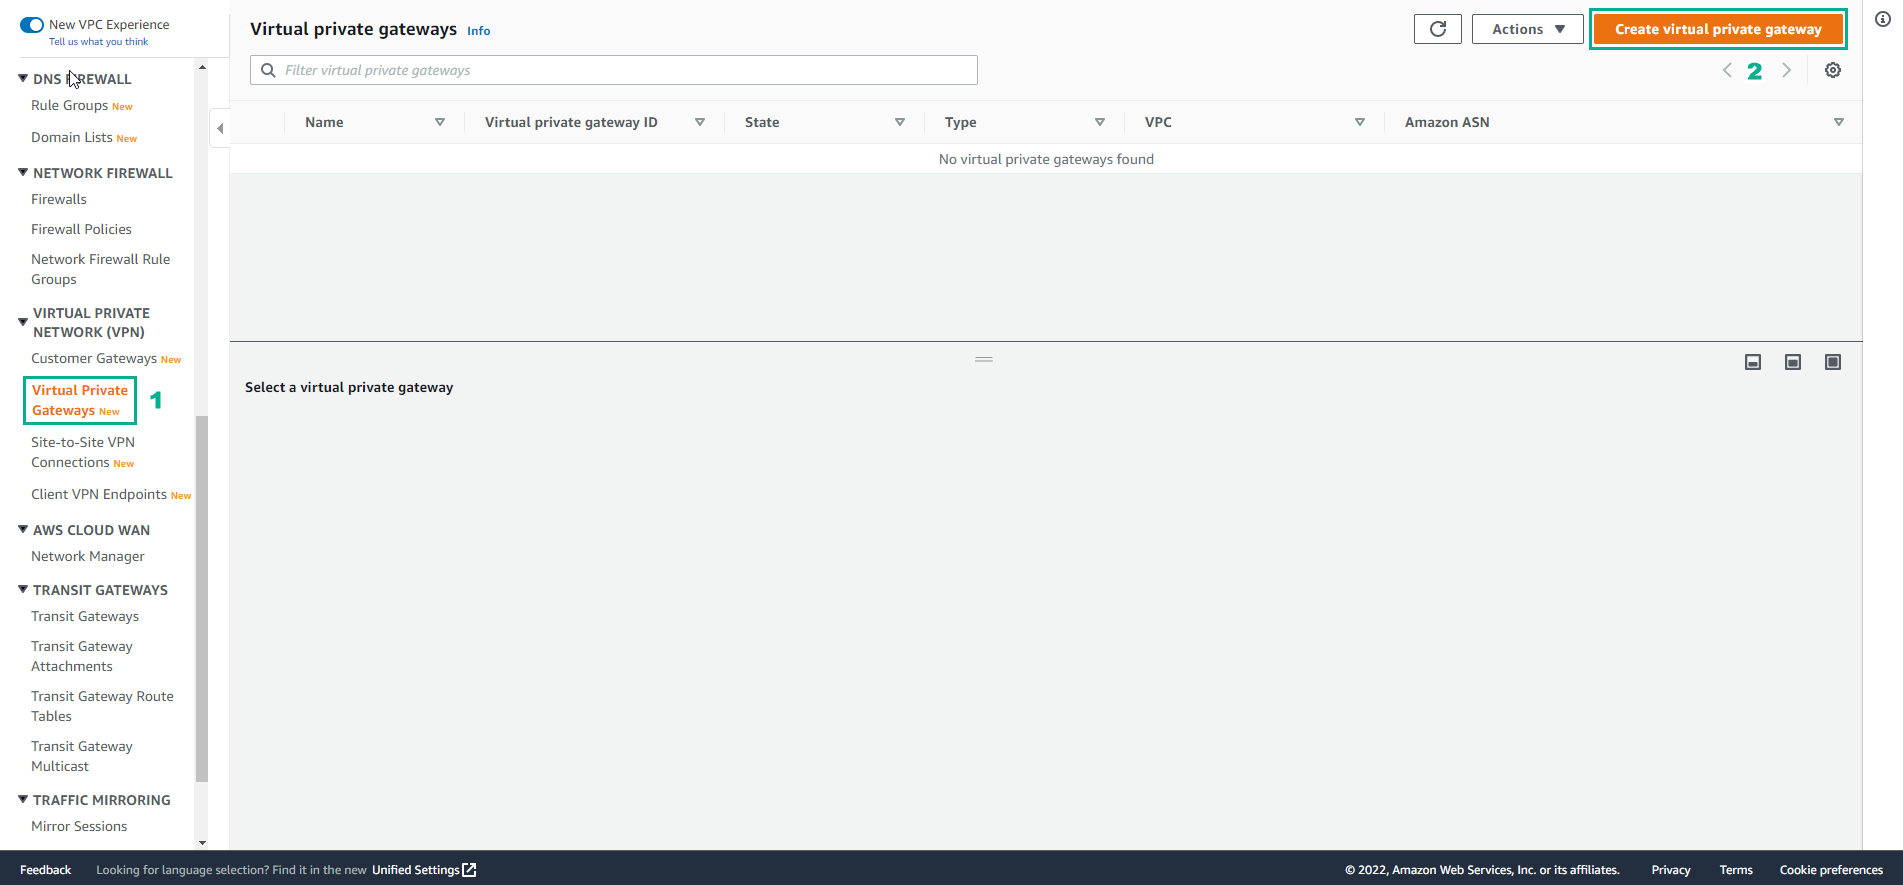 New VPC Experience
Tell us what you think
DNS FIREWALL
Rule Groups New
Domain Lists New
NETWORK FIREWALL
Firewalls
Firewall Policies
Network Firewall Rule
Groups
VIRTUAL PRIVATE
NETWORK (VPN)
Customer Gateways New
Virtual Private
Gateways New
1
Site-to-Site VPN
Connections New
Client VPN Endpoints New
AWS CLOUD WAN
Network Manager
TRANSIT GATEWAYS
Transit Gateways
Transit Gateway
Attachments
Transit Gateway Route
Tables
Transit Gateway
Multicast
TRAFFIC MIRRORING
Mirror Sessions
Virtual private gateways Info
Actions
Create virtual private gateway
Filter virtual private gateways
2
Name Virtual private gateway ID State Type VPC Amazon ASN
No virtual private gateways found
Select a virtual private gateway
Feedback Looking for language selection? Find it in the new Unified Settings © 2022, Amazon Web Services, Inc. or its affiliates. Privacy Terms Cookie preferences